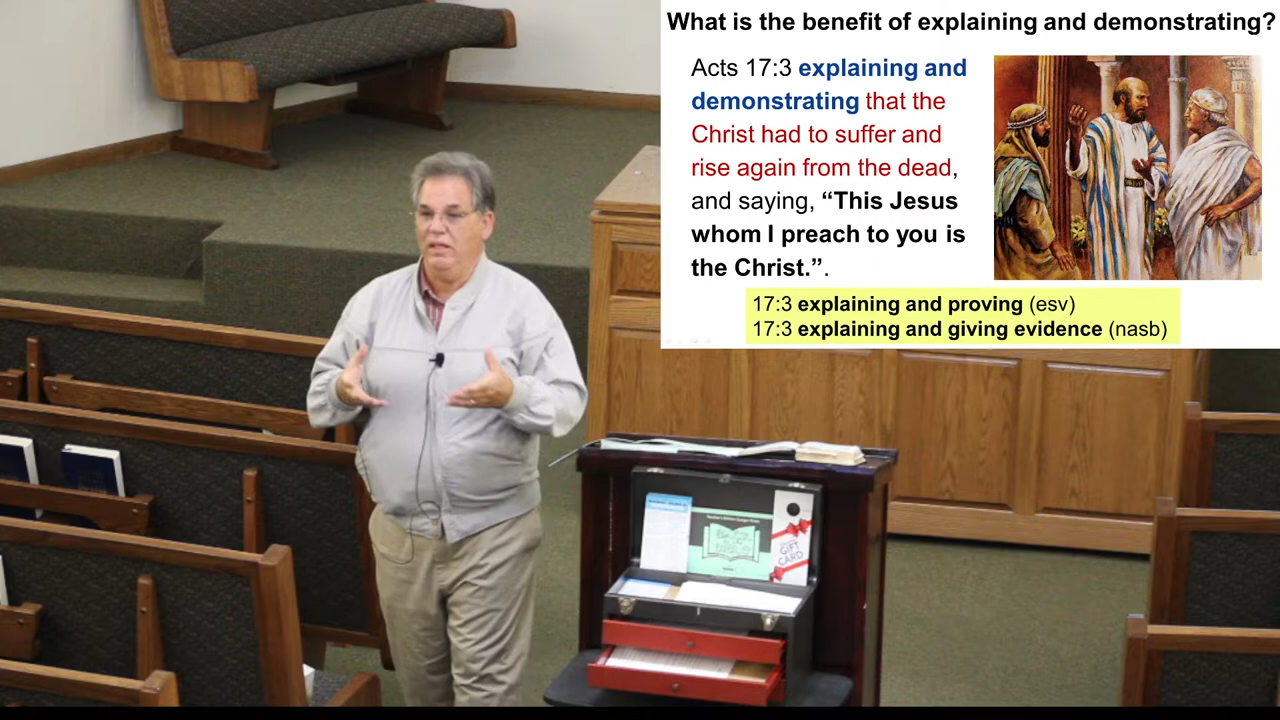 What is the benefit of explaining and demonstrating?
Acts 17:3 explaining and
demonstrating that the
Christ had to suffer and
rise again from the dead,
and saying, “This Jesus
whom I preach to you is
the Christ.”.
17:3 explaining and proving (esv)
17:3 explaining and giving evidence (nasb)
GIFT
CARD